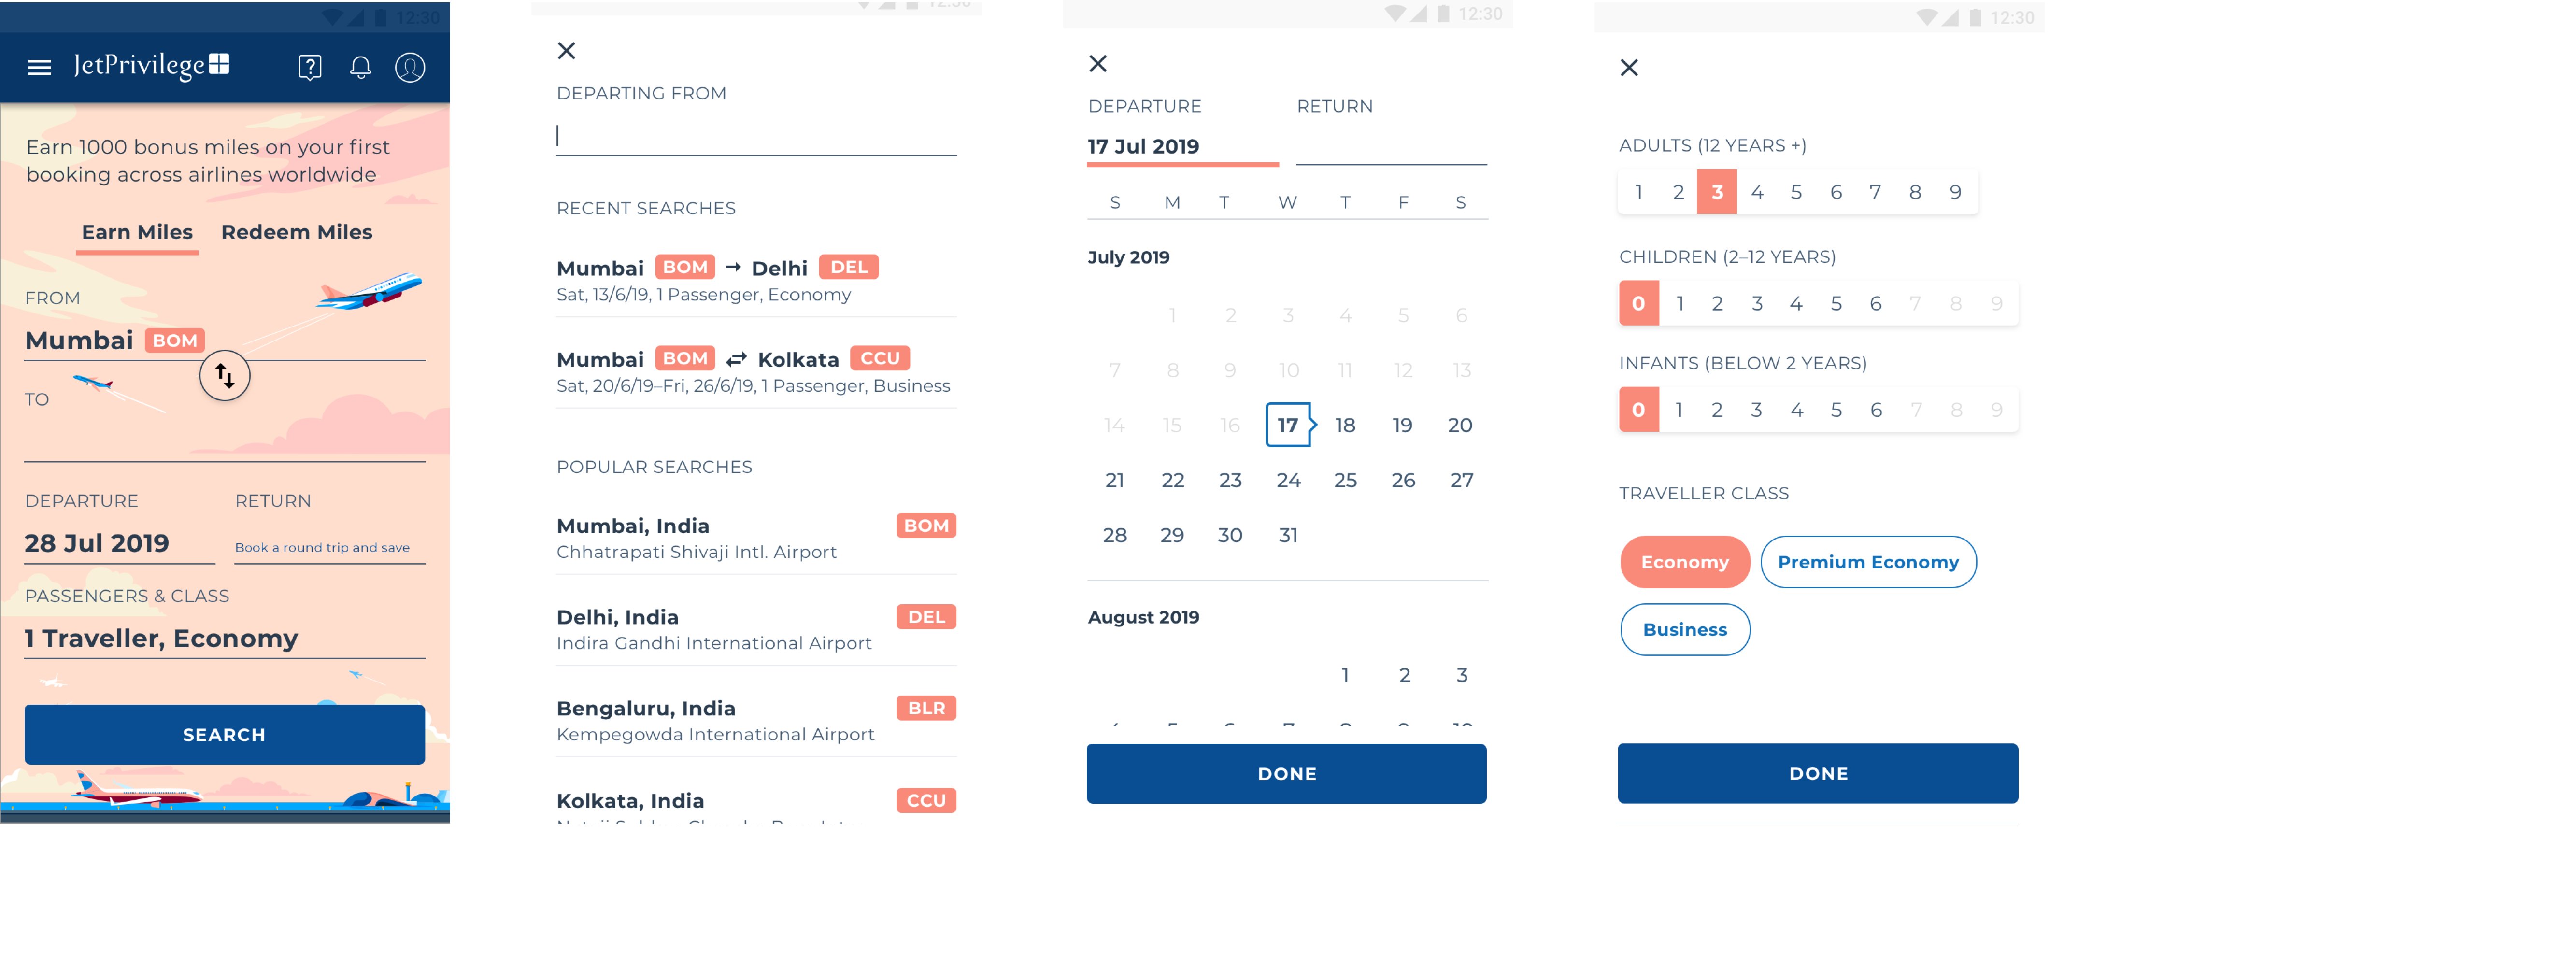 12:30
JetPrivilege
Earn 1000 bonus miles on your first
booking across airlines worldwide
Earn Miles Redeem Miles
FROM
Mumbai BOM
TO
DEPARTURE RETURN
28 Jul 2019 Book a round trip and save
PASSENGERS & CLASS
1 Traveller, Economy
SEARCH
12:30
DEPARTING FROM
RECENT SEARCHES
Mumbai BOM → Delhi DEL
Sat, 13/6/19, 1 Passenger, Economy
Mumbai BOM ⇄ Kolkata CCU
Sat, 20/6/19–Fri, 26/6/19, 1 Passenger, Business
POPULAR SEARCHES
Mumbai, India BOM
Chhatrapati Shivaji Intl. Airport
Delhi, India DEL
Indira Gandhi International Airport
Bengaluru, India BLR
Kempegowda International Airport
Kolkata, India CCU
12:30
DEPARTURE RETURN
17 Jul 2019
S M T W T F S
July 2019
1 2 3 4 5 6
7 8 9 10 11 12 13
14 15 16 17 18 19 20
21 22 23 24 25 26 27
28 29 30 31
August 2019
1 2 3
DONE
12:30
ADULTS (12 YEARS +)
1 2 3 4 5 6 7 8 9
CHILDREN (2–12 YEARS)
0 1 2 3 4 5 6 7 8 9
INFANTS (BELOW 2 YEARS)
0 1 2 3 4 5 6 7 8 9
TRAVELLER CLASS
Economy Premium Economy
Business
DONE